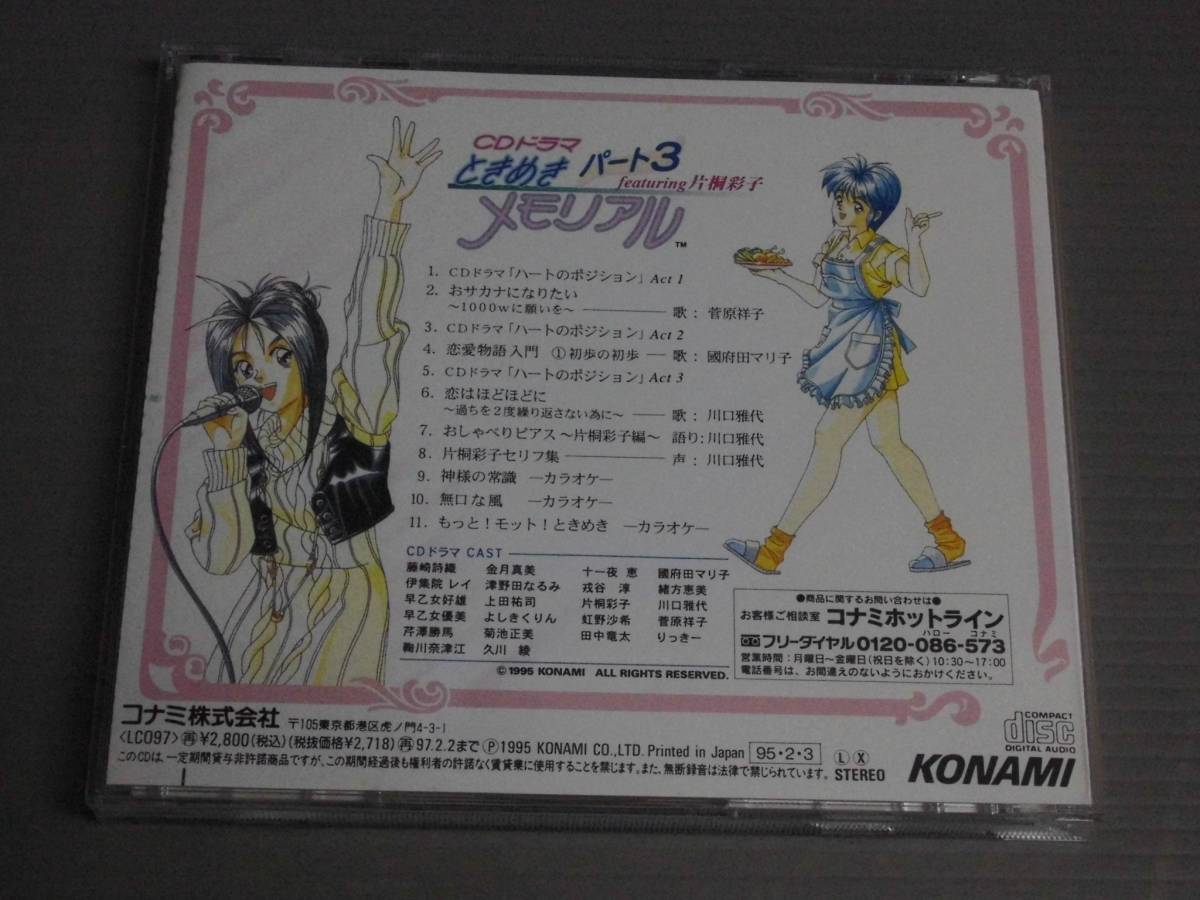 CDドラマ
ときめき パート3
featuring片桐彩子
メモリアル™
1. CDドラマ「ハートのポジション」Act 1
2. おサカナになりたい
〜1000wに願いを〜 ――― 歌: 菅原祥子
3. CDドラマ「ハートのポジション」Act 2
4. 恋愛物語入門 ①初歩の初歩 ― 歌: 國府田マリ子
5. CDドラマ「ハートのポジション」Act 3
6. 恋はほどほどに
〜過ちを2度繰り返さない為に〜 ―― 歌: 川口雅代
7. おしゃべりピアス〜片桐彩子編〜 語り: 川口雅代
8. 片桐彩子セリフ集 ――― 声: 川口雅代
9. 神様の常識 ―カラオケ―
10. 無口な風 ―カラオケ―
11. もっと!モット!ときめき ―カラオケ―
CDドラマ CAST
藤崎詩織 金月真美 十一夜 恵 國府田マリ子
伊集院 レイ 津野田なるみ 戎谷 淳 緒方恵美
早乙女好雄 上田祐司 片桐彩子 川口雅代
早乙女優美 よしきくりん 虹野沙希 菅原祥子
芹澤勝馬 菊池正美 田中竜太 りっきー
鞠川奈津江 久川 綾
©1995 KONAMI ALL RIGHTS RESERVED.
●商品に関するお問い合わせは●
お客様ご相談室 コナミホットライン
ハロー コナミ
フリーダイヤル0120-086-573
営業時間:月曜日〜金曜日(祝日を除く)10:30〜17:00
電話番号は、お間違えのないようにおかけください。
コナミ株式会社 〒105東京都港区虎ノ門4-3-1
<LC097> 再 ¥2,800(税込)(税抜価格¥2,718) 再 97.2.2まで Ⓟ1995 KONAMI CO.,LTD. Printed in Japan 95・2・3 Ⓛ Ⓧ STEREO
このCDは、一定期間貸与非許諾商品ですが、この期間経過後も権利者の許諾なく賃貸業に使用することを禁じます。また、無断録音は法律で禁じられています。
COMPACT
disc
DIGITAL AUDIO
KONAMI